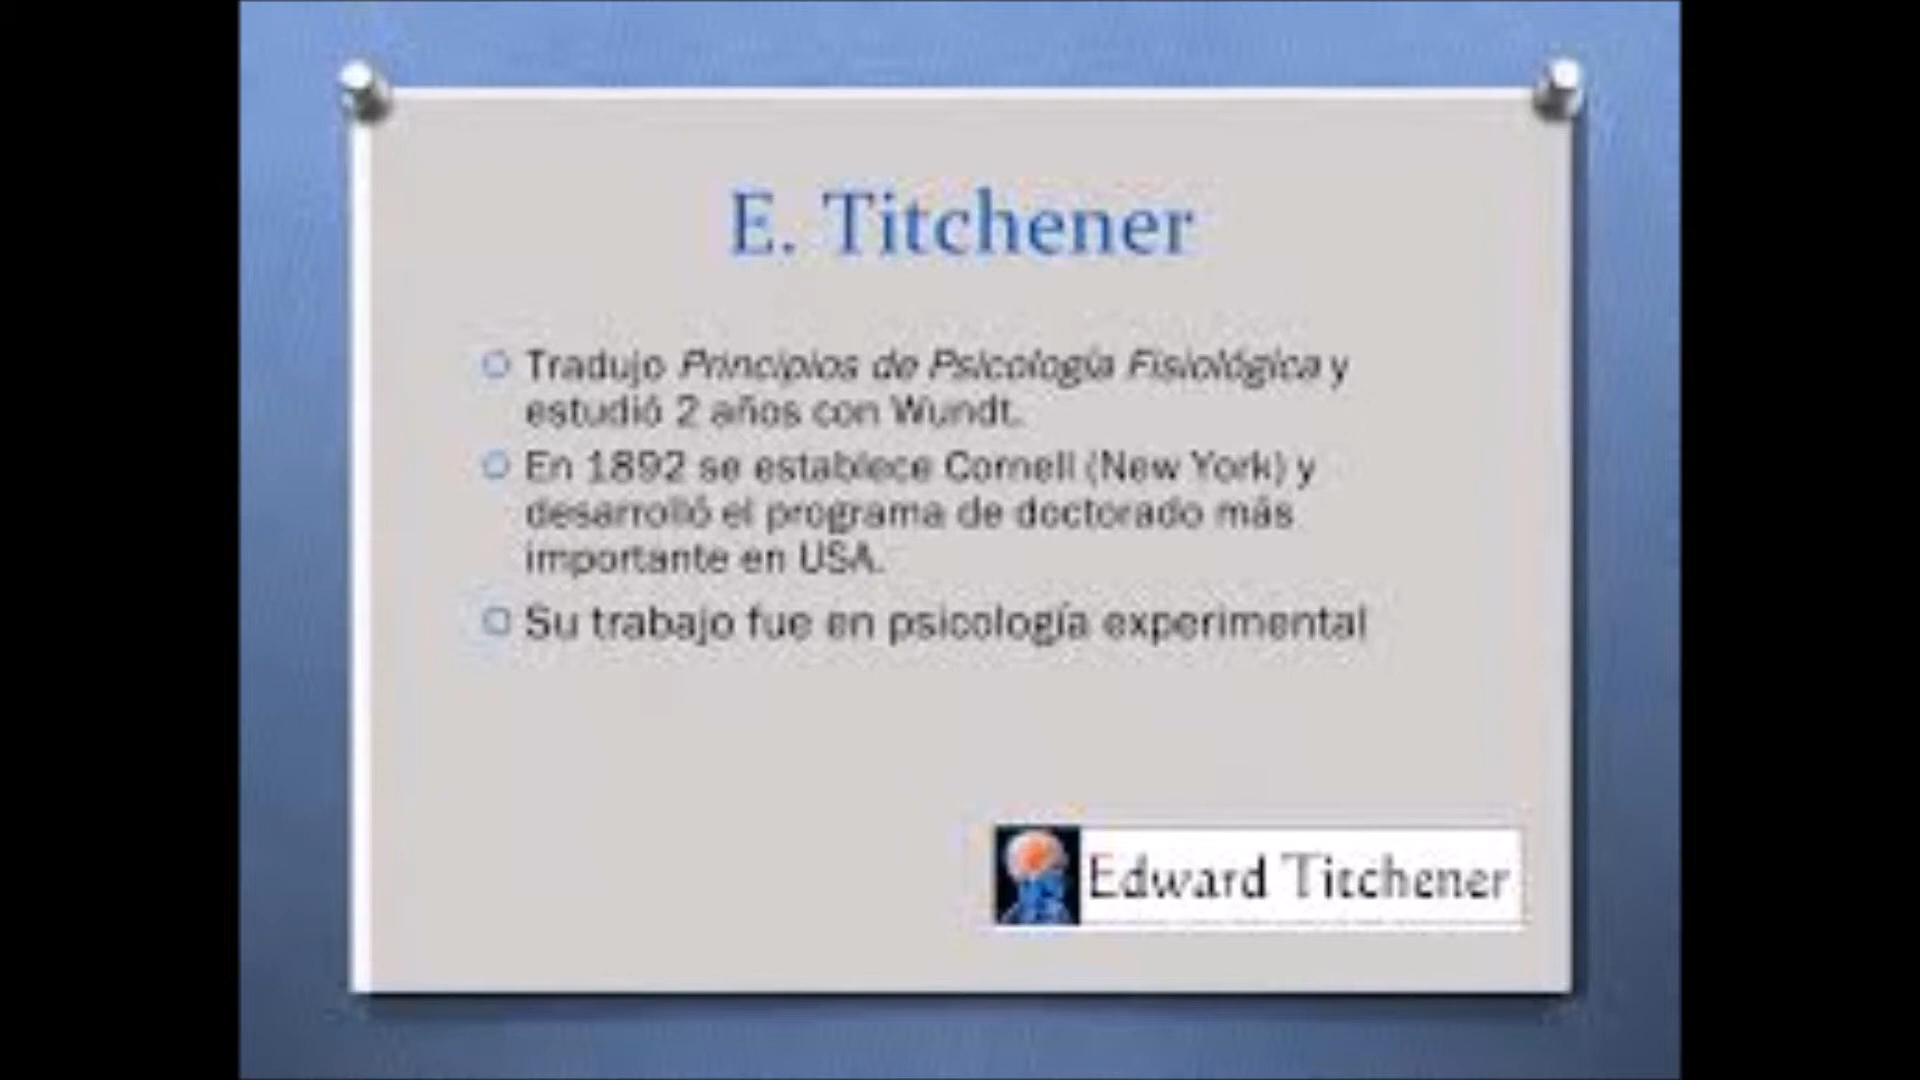 E. Titchener
Tradujo Principios de Psicología Fisiológica y
estudió 2 años con Wundt.
En 1892 se establece Cornell (New York) y
desarrolló el programa de doctorado más
importante en USA.
Su trabajo fue en psicología experimental
Edward Titchener